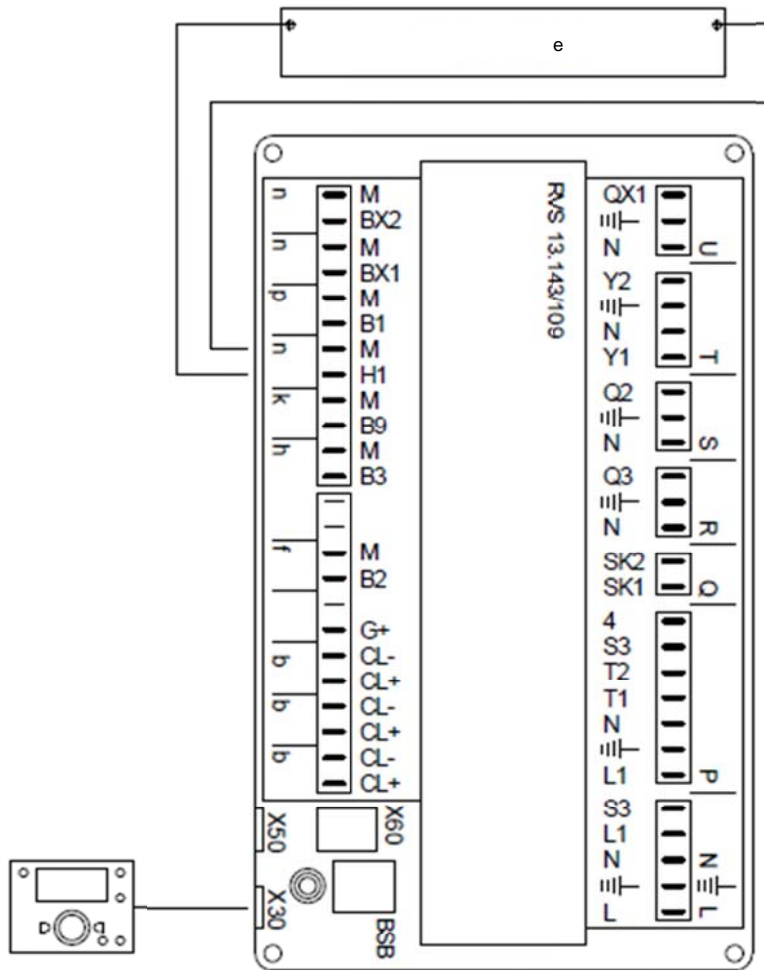 e
n
M
BX2
n
M
BX1
p
M
B1
n
M
H1
k
M
B9
h
M
B3
f
M
B2
G+
b
CL-
CL+
b
CL-
CL+
b
CL-
CL+
X50
X60
X30
BSB
RVS 13.143/109
QX1
N
U
Y2
N
Y1
T
Q2
N
S
Q3
N
R
SK2
SK1
Q
4
S3
T2
T1
N
L1
P
S3
L1
N
N
L
L